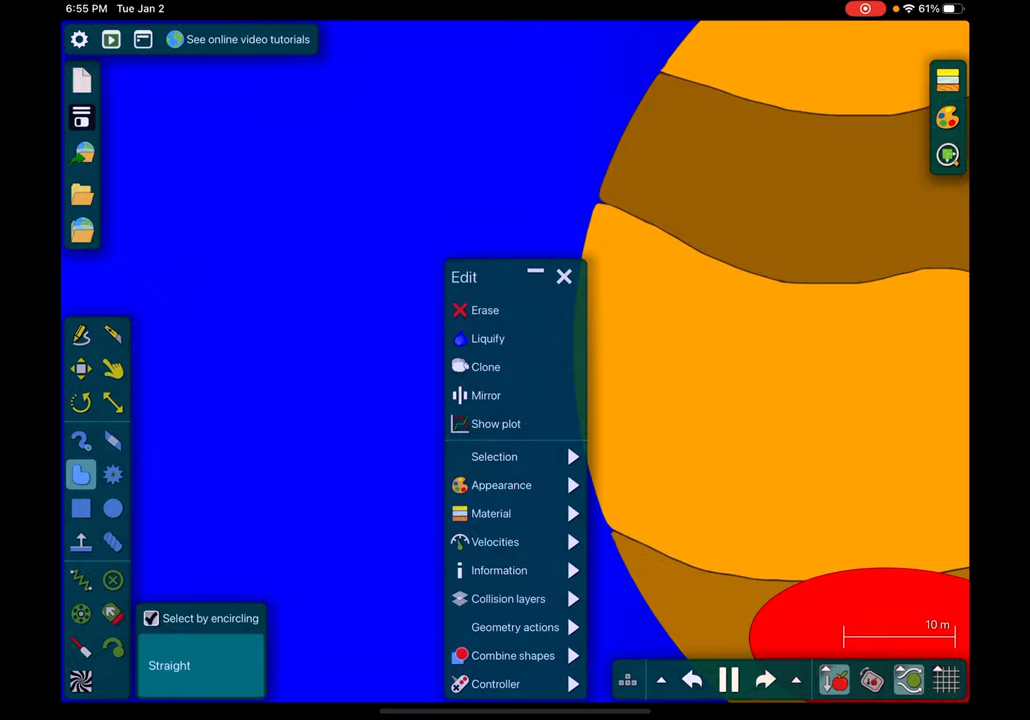 6:55 PM Tue Jan 2
61%
See online video tutorials
Edit
Erase
Liquify
Clone
Mirror
Show plot
Selection
Appearance
Material
Velocities
Information
Collision layers
Geometry actions
Combine shapes
Controller
Select by encircling
Straight
10 m